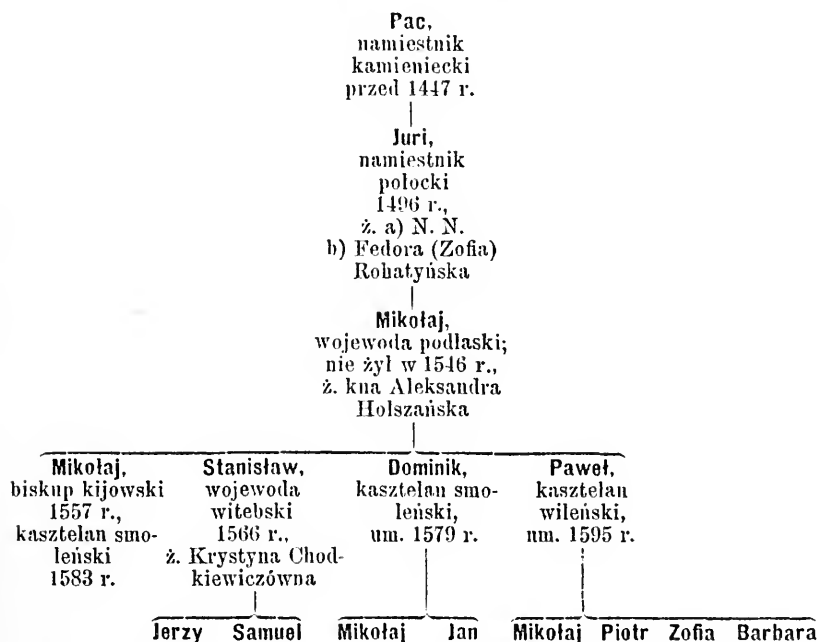 Pac,
namiestnik
kamieniecki
przed 1447 r.
Juri,
namiestnik
połocki
1496 r.,
ż. a) N. N.
b) Fedora (Zofia)
Rohatyńska
Mikołaj,
wojewoda podlaski;
nie żył w 1546 r.,
ż. kna Aleksandra
Holszańska
Mikołaj,
biskup kijowski
1557 r.,
kasztelan smo-
leński
1583 r.
Stanisław,
wojewoda
witebski
1566 r.,
ż. Krystyna Chod-
kiewiczówna
Dominik,
kasztelan smo-
leński,
um. 1579 r.
Paweł,
kasztelan
wileński,
um. 1595 r.
Jerzy Samuel Mikołaj Jan Mikołaj Piotr Zofia Barbara